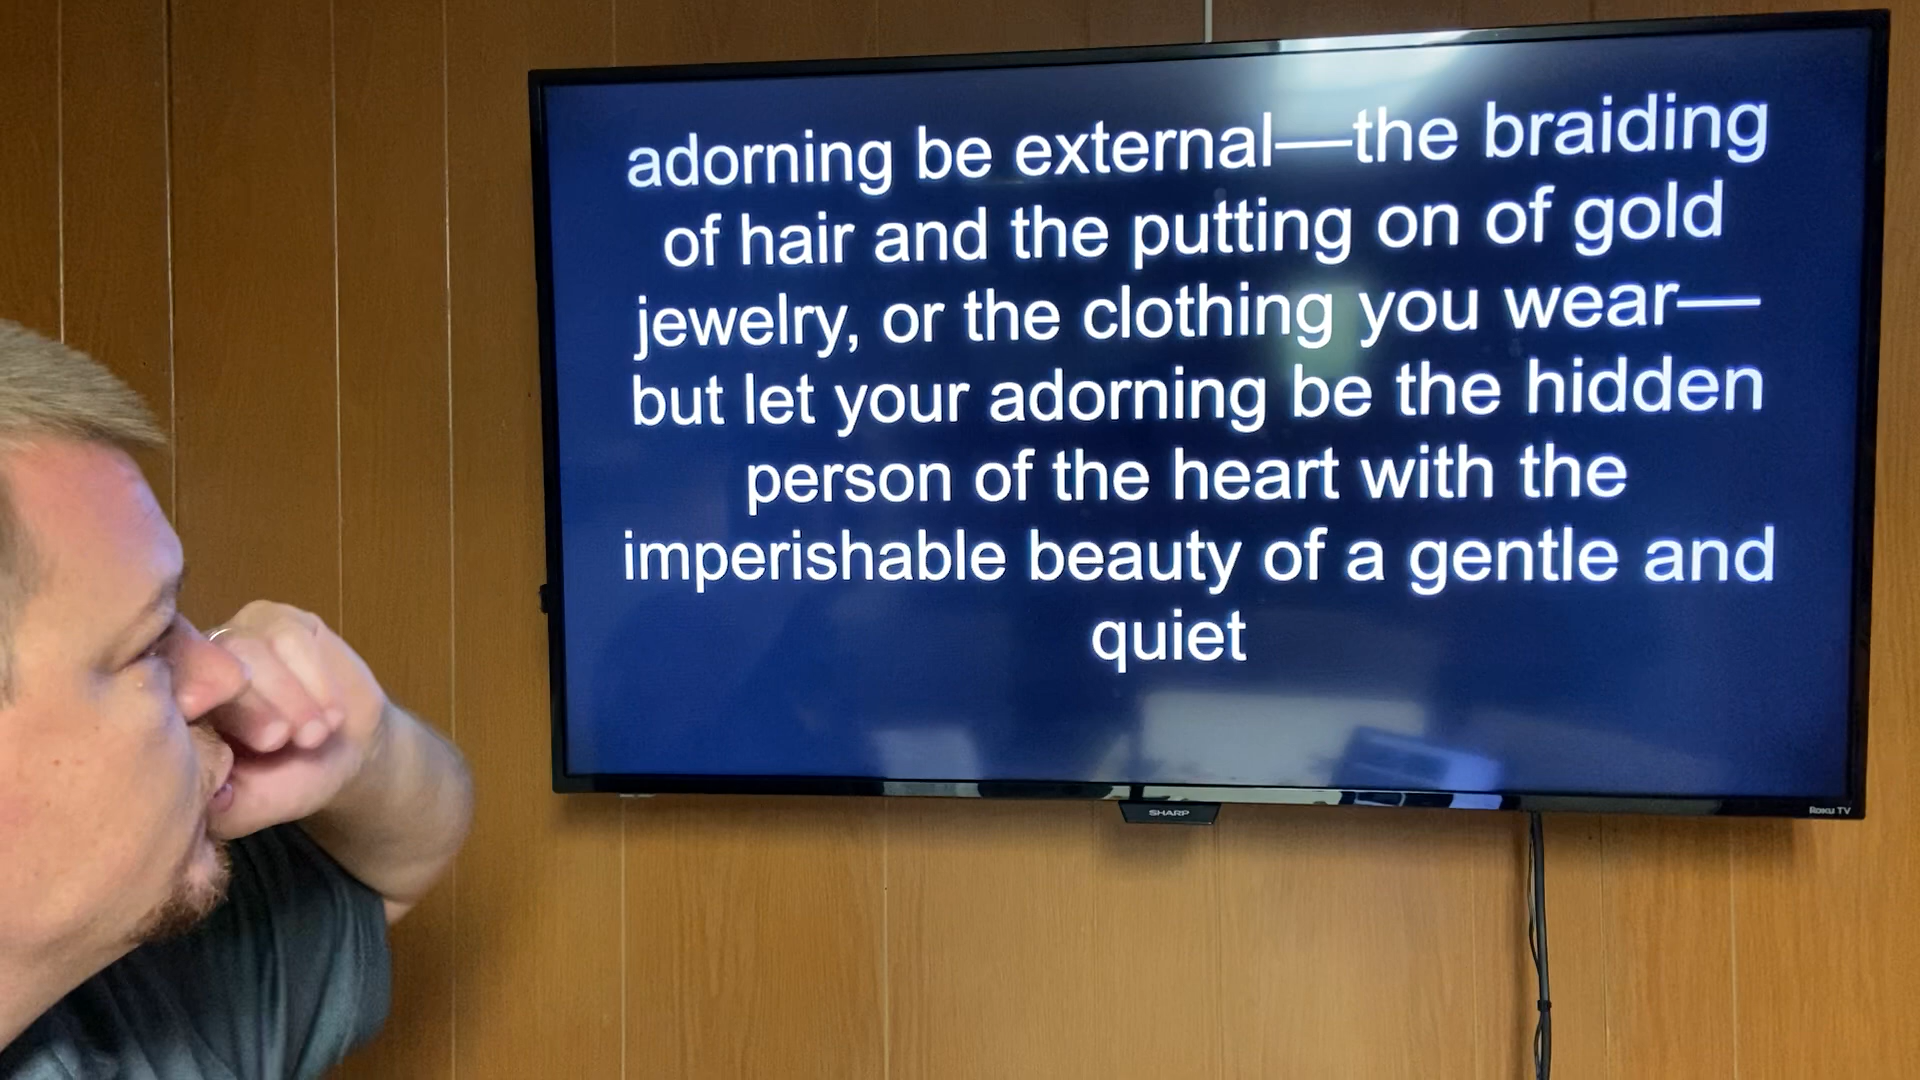 adorning be external—the braiding
of hair and the putting on of gold
jewelry, or the clothing you wear—
but let your adorning be the hidden
person of the heart with the
imperishable beauty of a gentle and
quiet
SHARP
Roku TV